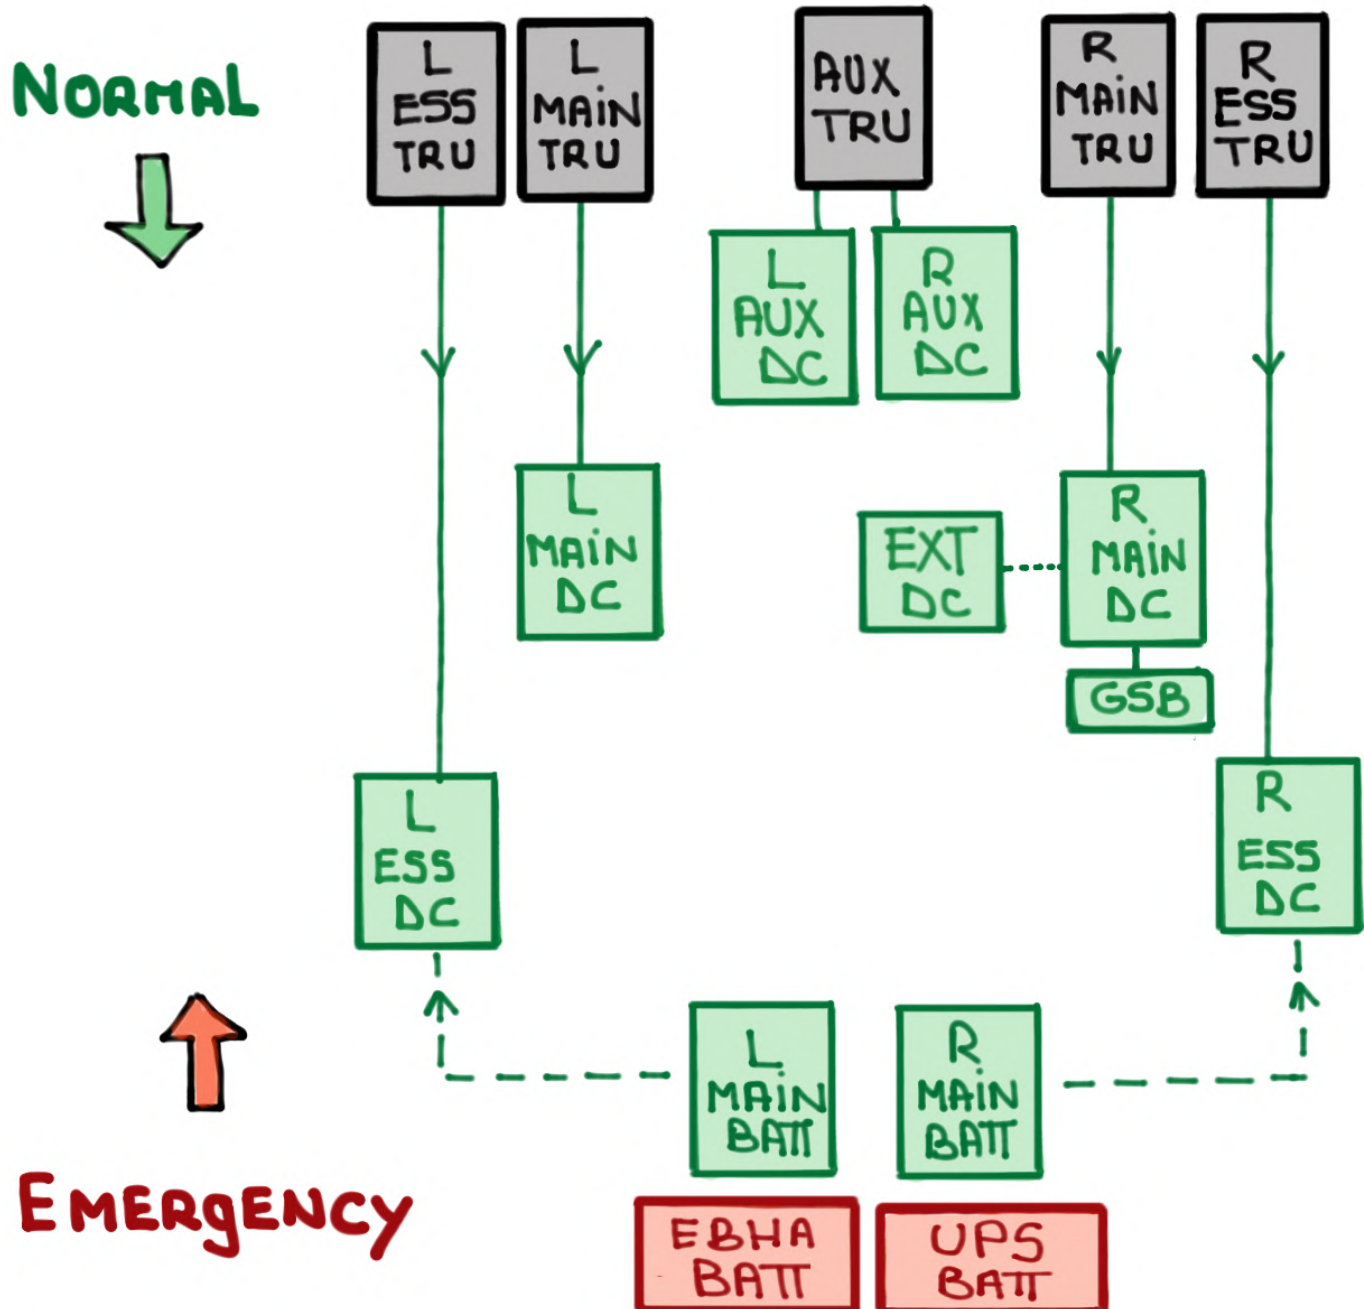 NORMAL
L
ESS
TRU
L
MAiN
TRU
AUX
TRU
R
MAiN
TRU
R
ESS
TRU
L
AUX
DC
R
AUX
DC
L
MAiN
DC
EXT
DC
R
MAiN
DC
GSB
L
ESS
DC
R
ESS
DC
L
MAiN
BATT
R
MAiN
BATT
EMERgENCY
EBHA
BATT
UPS
BATT